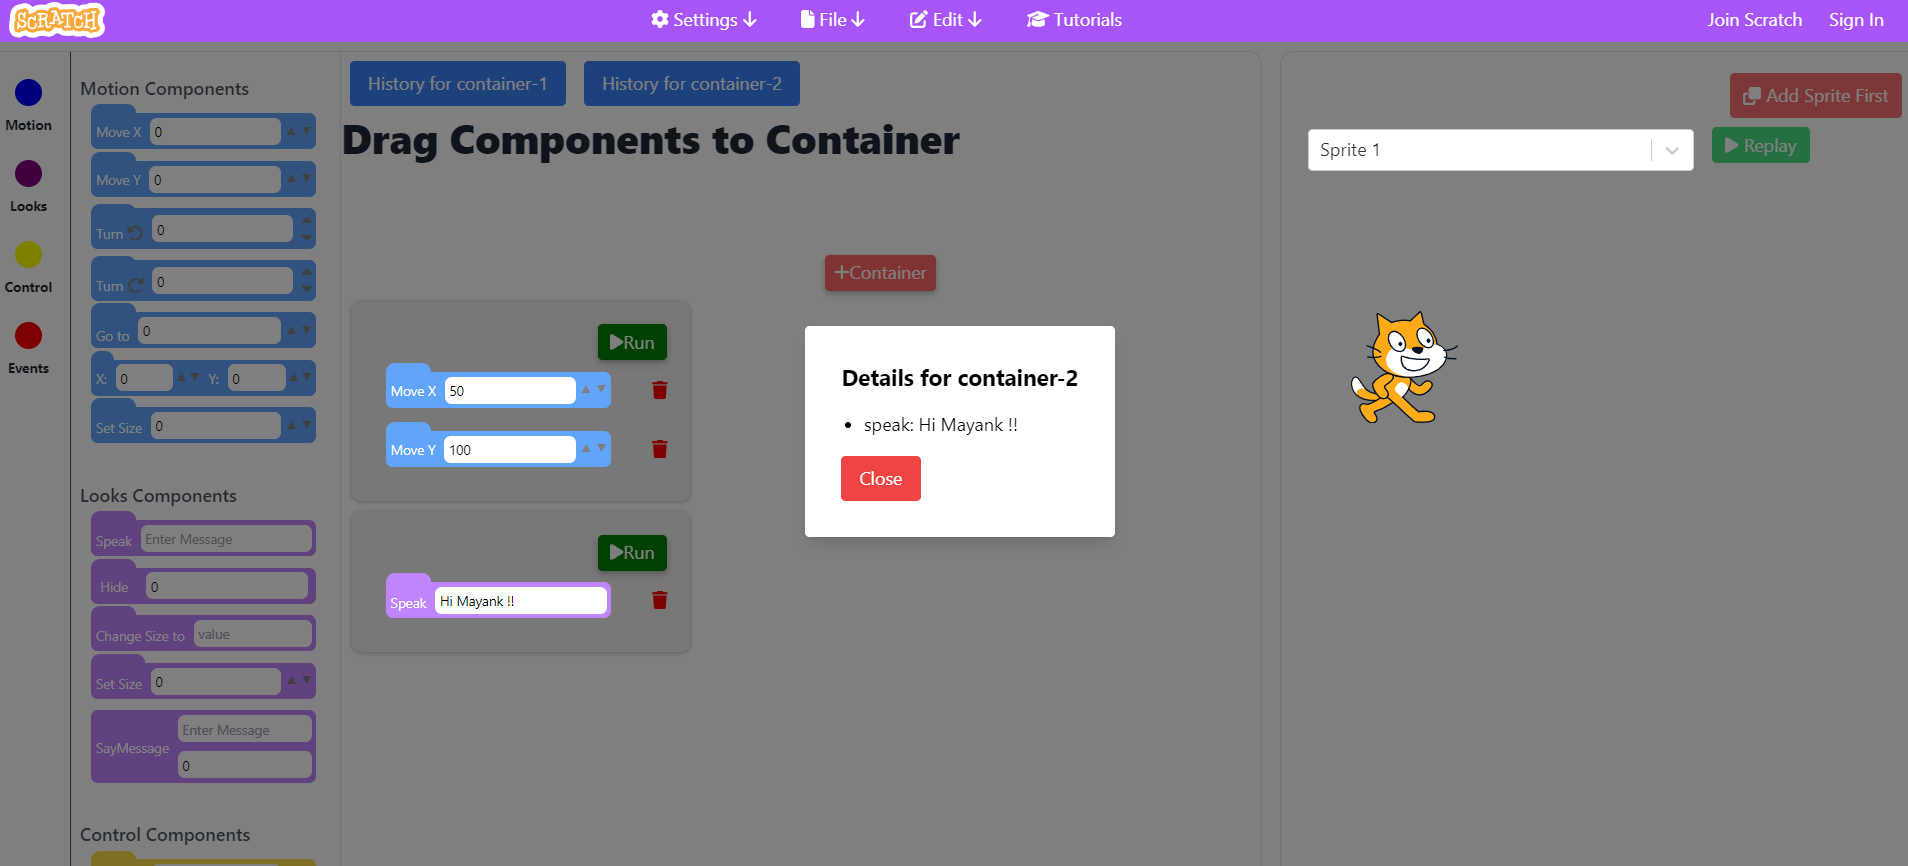 SCRATCH
Settings
File
Edit
Tutorials
Join Scratch
Sign In
Motion
Looks
Control
Events
Motion Components
Move X 0
Move Y 0
Turn 0
Turn 0
Go to 0
X: 0 Y: 0
Set Size 0
Looks Components
Speak Enter Message
Hide 0
Change Size to value
Set Size 0
SayMessage Enter Message
0
Control Components
History for container-1
History for container-2
Drag Components to Container
+Container
Run
Move X 50
Move Y 100
Run
Speak Hi Mayank !!
Details for container-2
• speak: Hi Mayank !!
Close
Add Sprite First
Sprite 1
Replay